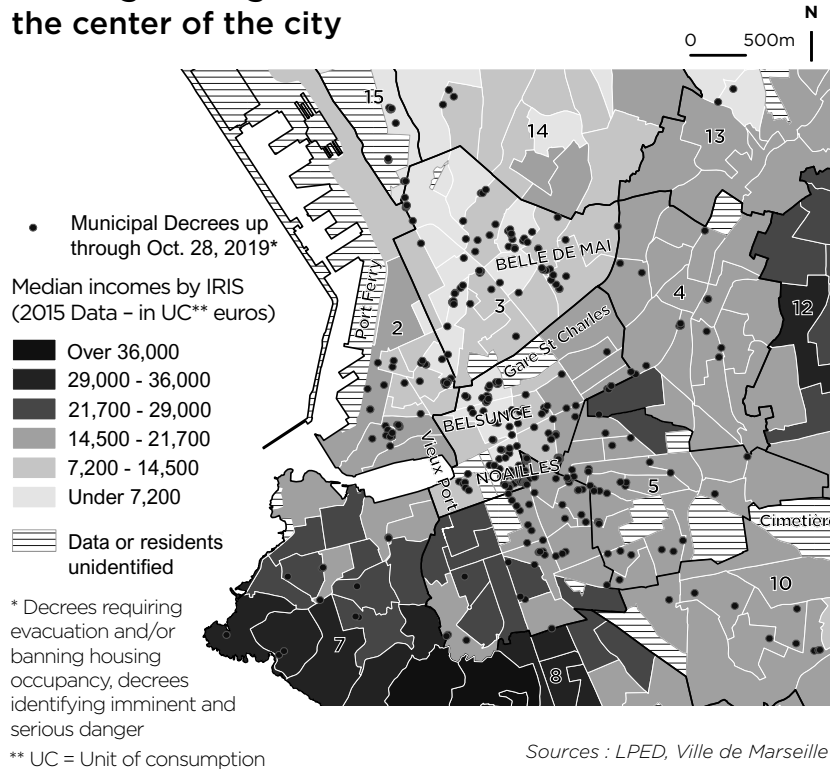 the center of the city
N
0 500m
15
14
13
Municipal Decrees up
through Oct. 28, 2019*
Median incomes by IRIS
(2015 Data – in UC** euros)
Over 36,000
29,000 - 36,000
21,700 - 29,000
14,500 - 21,700
7,200 - 14,500
Under 7,200
Data or residents
unidentified
BELLE DE MAI
Port Ferry
2
3
4
12
Gare St Charles
BELSUNCE
Vieux Port
NOAILLES
5
Cimetière
10
7
8
* Decrees requiring
evacuation and/or
banning housing
occupancy, decrees
identifying imminent and
serious danger
** UC = Unit of consumption
Sources : LPED, Ville de Marseille